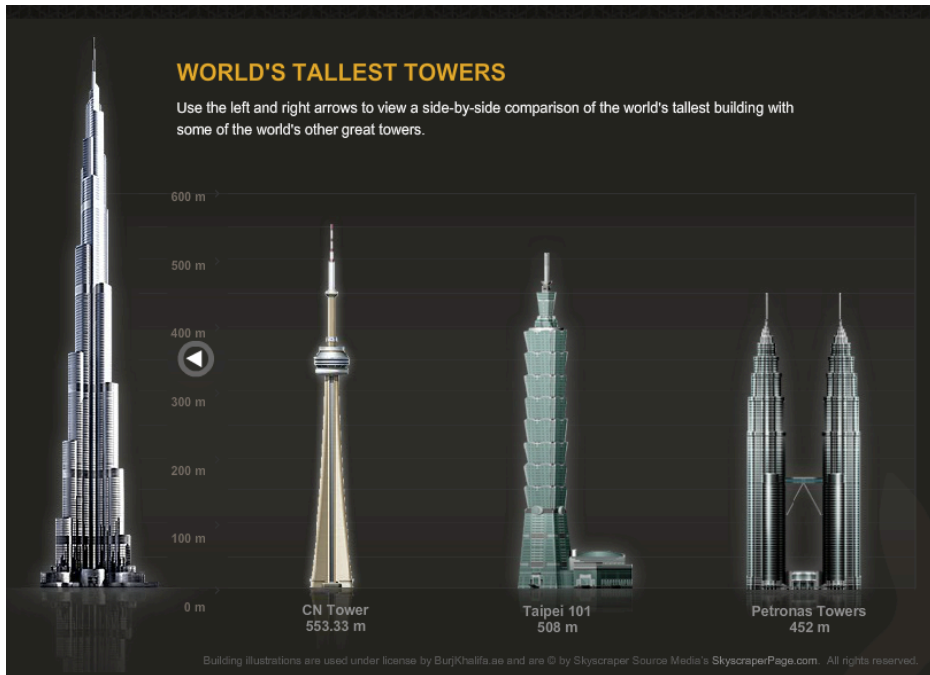 WORLD'S TALLEST TOWERS
Use the left and right arrows to view a side-by-side comparison of the world's tallest building with
some of the world's other great towers.
600 m
500 m
400 m
300 m
200 m
100 m
0 m
CN Tower
553.33 m
Taipei 101
508 m
Petronas Towers
452 m
Building illustrations are used under license by BurjKhalifa.ae and are © by Skyscraper Source Media's SkyscraperPage.com. All rights reserved.